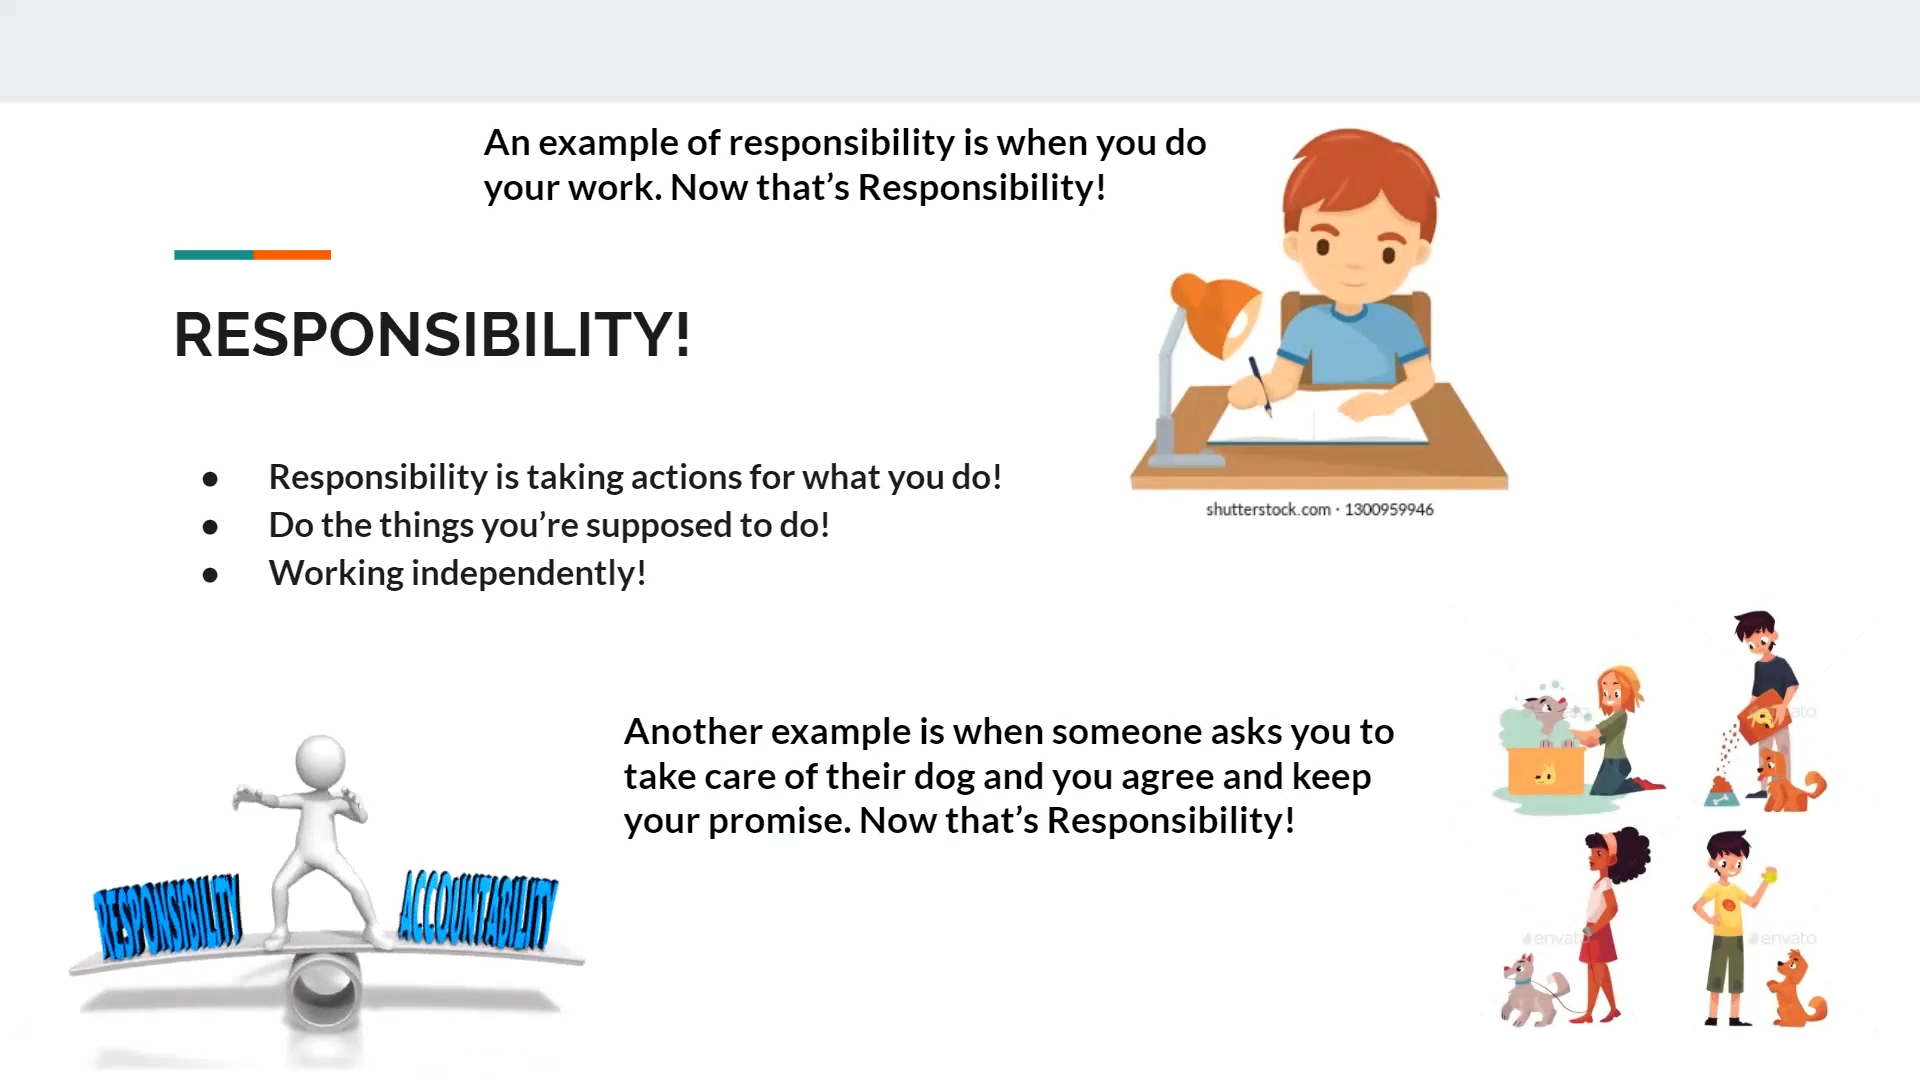 An example of responsibility is when you do
your work. Now that’s Responsibility!
RESPONSIBILITY!
● Responsibility is taking actions for what you do!
● Do the things you’re supposed to do!
● Working independently!
shutterstock.com · 1300959946
Another example is when someone asks you to
take care of their dog and you agree and keep
your promise. Now that’s Responsibility!
RESPONSIBILITY
ACCOUNTABILITY
envato
envato